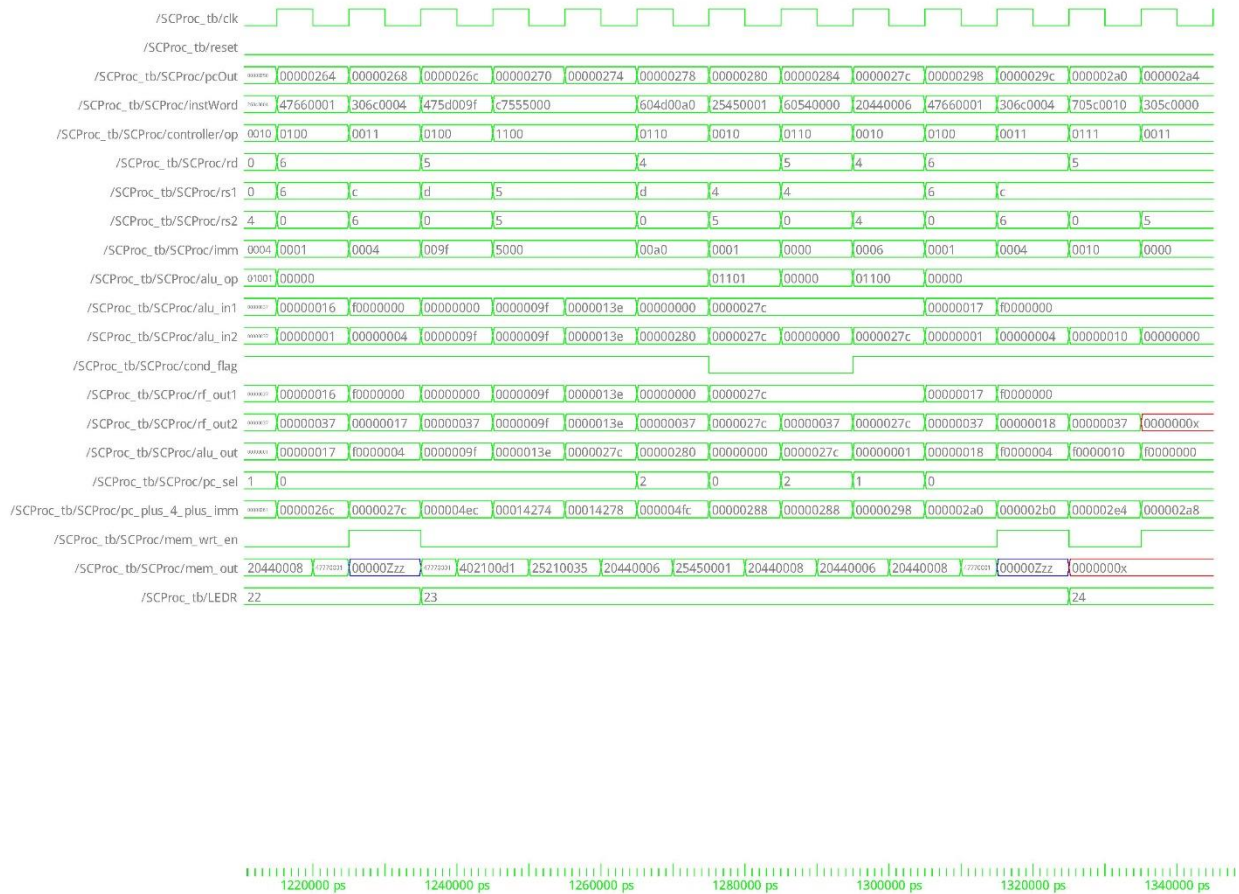 /SCProc_tb/clk
/SCProc_tb/reset
/SCProc_tb/SCProc/pcOut 00000264 00000268 0000026c 00000270 00000274 00000278 00000280 00000284 0000027c 00000298 0000029c 000002a0 000002a4
/SCProc_tb/SCProc/instWord 47660001 306c0004 475d009f c7555000 604d00a0 25450001 60540000 20440006 47660001 306c0004 705c0010 305c0000
/SCProc_tb/SCProc/controller/op 0010 0100 0011 0100 1100 0110 0010 0110 0010 0100 0011 0111 0011
/SCProc_tb/SCProc/rd 0 6 5 4 5 4 6 5
/SCProc_tb/SCProc/rs1 0 6 c d 5 d 4 4 6 c
/SCProc_tb/SCProc/rs2 4 0 6 0 5 0 5 0 4 0 6 0 5
/SCProc_tb/SCProc/imm 0004 0001 0004 009f 5000 00a0 0001 0000 0006 0001 0004 0010 0000
/SCProc_tb/SCProc/alu_op 01001 00000 01101 00000 01100 00000
/SCProc_tb/SCProc/alu_in1 00000016 f0000000 00000000 0000009f 0000013e 00000000 0000027c 00000017 f0000000
/SCProc_tb/SCProc/alu_in2 00000001 00000004 0000009f 0000009f 0000013e 00000280 0000027c 00000000 0000027c 00000001 00000004 00000010 00000000
/SCProc_tb/SCProc/cond_flag
/SCProc_tb/SCProc/rf_out1 00000016 f0000000 00000000 0000009f 0000013e 00000000 0000027c 00000017 f0000000
/SCProc_tb/SCProc/rf_out2 00000037 00000017 00000037 0000009f 0000013e 00000037 0000027c 00000037 0000027c 00000037 00000018 00000037 0000000x
/SCProc_tb/SCProc/alu_out 00000017 f0000004 0000009f 0000013e 0000027c 00000280 00000000 0000027c 00000001 00000018 f0000004 f0000010 f0000000
/SCProc_tb/SCProc/pc_sel 1 0 2 0 2 1 0
/SCProc_tb/SCProc/pc_plus_4_plus_imm 0000026c 0000027c 000004ec 00014274 00014278 000004fc 00000288 00000288 00000298 000002a0 000002b0 000002e4 000002a8
/SCProc_tb/SCProc/mem_wrt_en
/SCProc_tb/SCProc/mem_out 20440008 47770001 00000Zzz 47770001 402100d1 25210035 20440006 25450001 20440008 20440006 20440008 47770001 00000Zzz 0000000x
/SCProc_tb/LEDR 22 23 24
1220000 ps 1240000 ps 1260000 ps 1280000 ps 1300000 ps 1320000 ps 1340000 ps